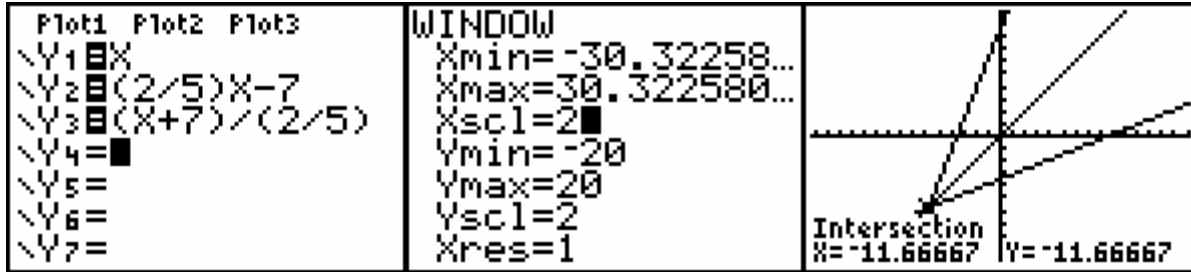 Plot1 Plot2 Plot3
\Y1=X
\Y2=(2/5)X-7
\Y3=(X+7)/(2/5)
\Y4=
\Y5=
\Y6=
\Y7=
WINDOW
Xmin=-30.32258…
Xmax=30.322580…
Xscl=2
Ymin=-20
Ymax=20
Yscl=2
Xres=1
Intersection
X=-11.66667 Y=-11.66667